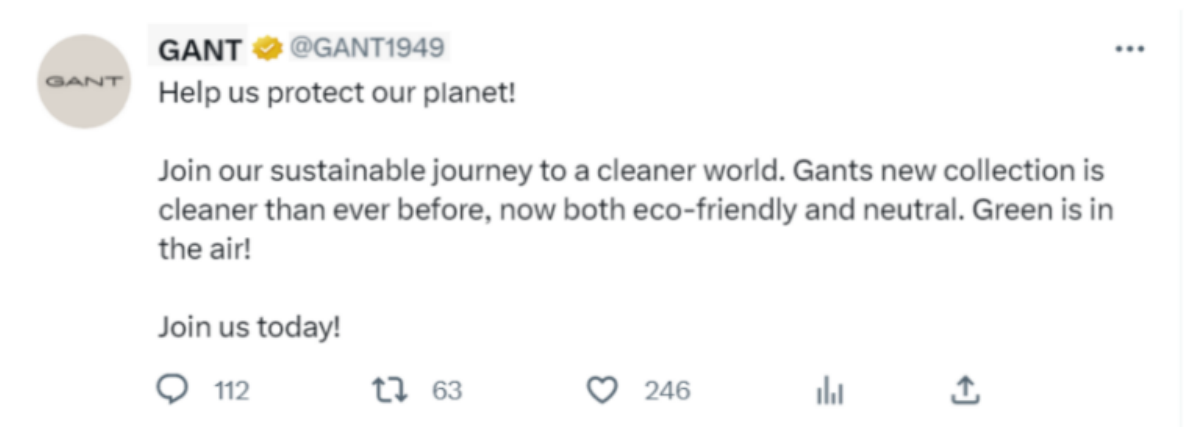 GANT @GANT1949
GANT
Help us protect our planet!
Join our sustainable journey to a cleaner world. Gants new collection is
cleaner than ever before, now both eco-friendly and neutral. Green is in
the air!
Join us today!
112 63 246